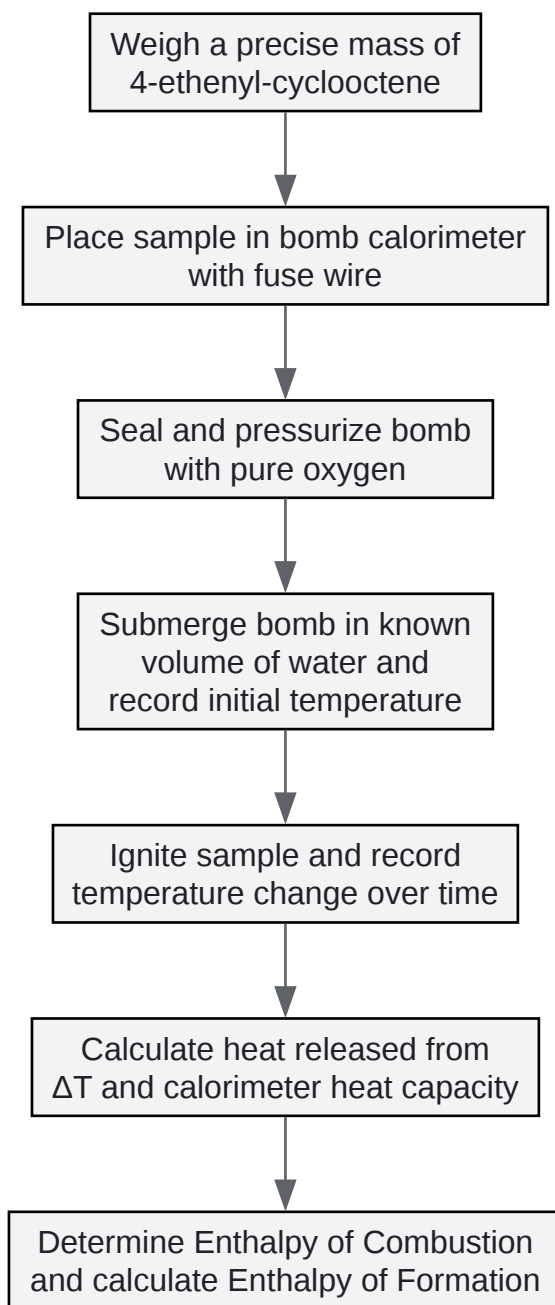 Weigh a precise mass of
4-ethenyl-cyclooctene
Place sample in bomb calorimeter
with fuse wire
Seal and pressurize bomb
with pure oxygen
Submerge bomb in known
volume of water and
record initial temperature
Ignite sample and record
temperature change over time
Calculate heat released from
ΔT and calorimeter heat capacity
Determine Enthalpy of Combustion
and calculate Enthalpy of Formation